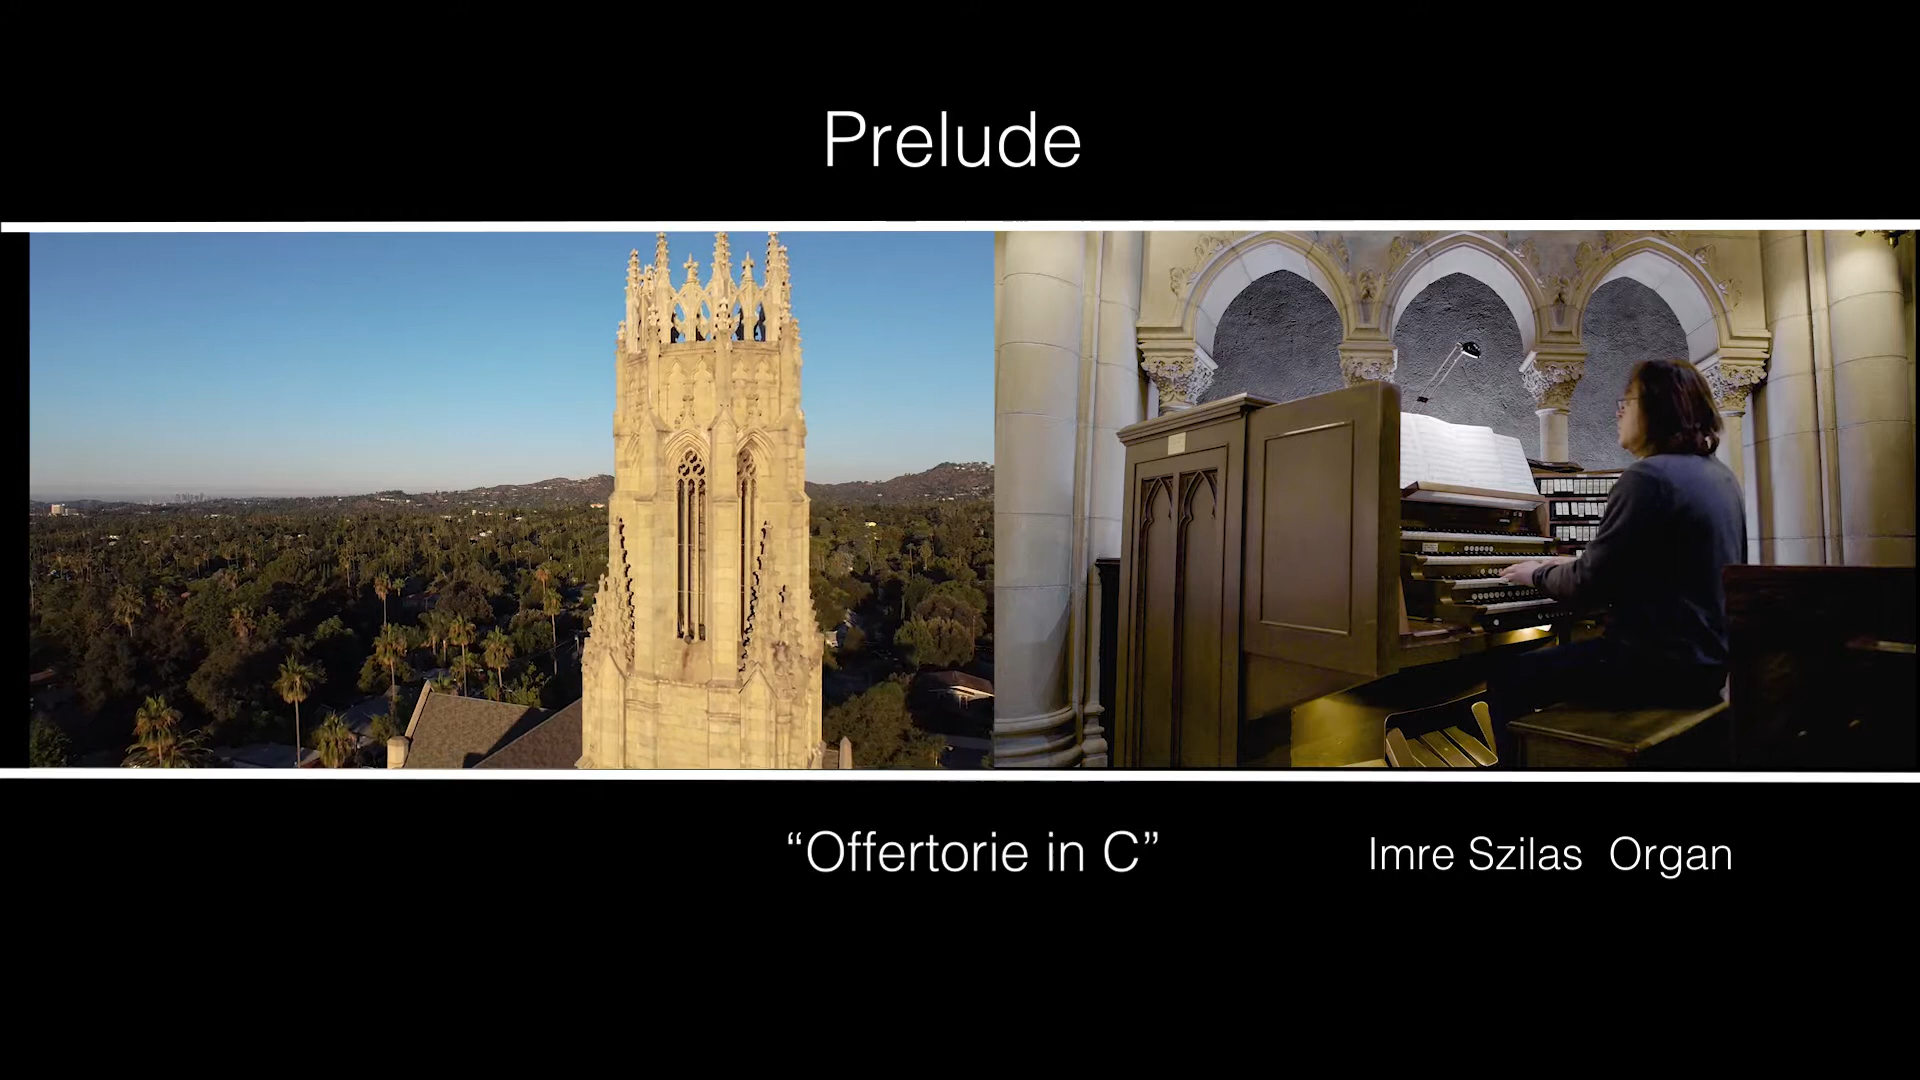 Prelude
“Offertorie in C”
Imre Szilas  Organ